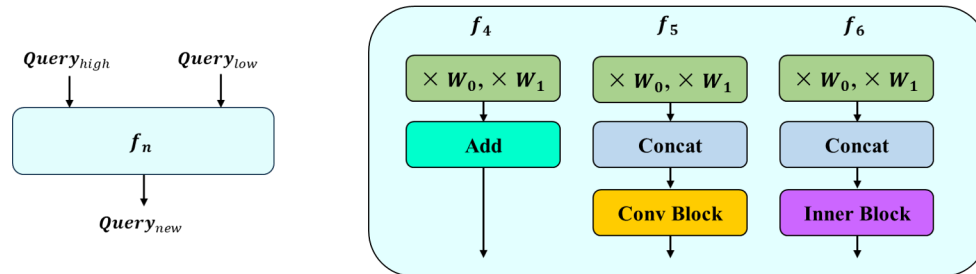 Query_high Query_low
f_n
Query_new
f_4 f_5 f_6
× W_0, × W_1 × W_0, × W_1 × W_0, × W_1
Add Concat Concat
Conv Block Inner Block